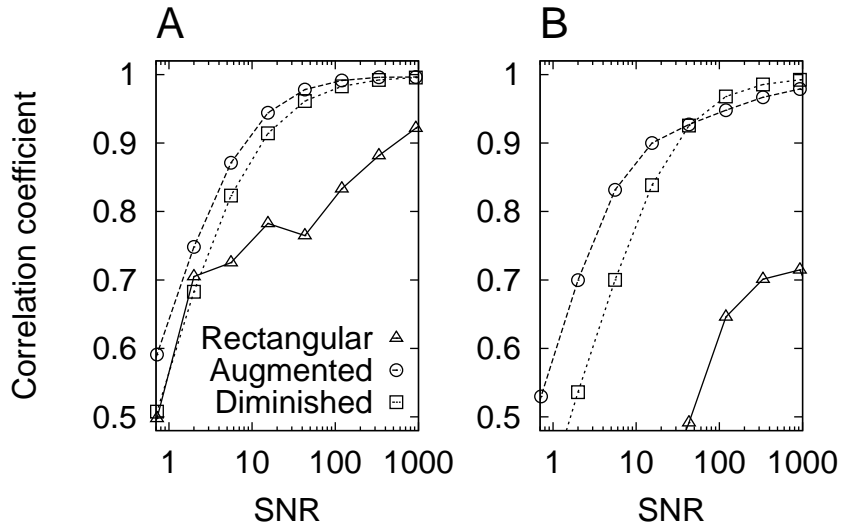 A
B
Correlation coefficient
1
0.9
0.8
0.7
0.6
0.5
Rectangular
Augmented
Diminished
1 10 100 1000
SNR
1
0.9
0.8
0.7
0.6
0.5
1 10 100 1000
SNR